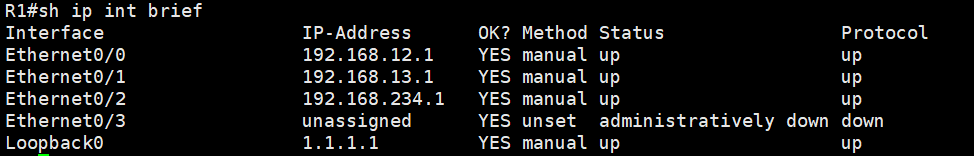 R1#sh ip int brief
Interface                  IP-Address      OK? Method Status                Protocol
Ethernet0/0                192.168.12.1    YES manual up                    up
Ethernet0/1                192.168.13.1    YES manual up                    up
Ethernet0/2                192.168.234.1   YES manual up                    up
Ethernet0/3                unassigned      YES unset  administratively down down
Loopback0                  1.1.1.1         YES manual up                    up